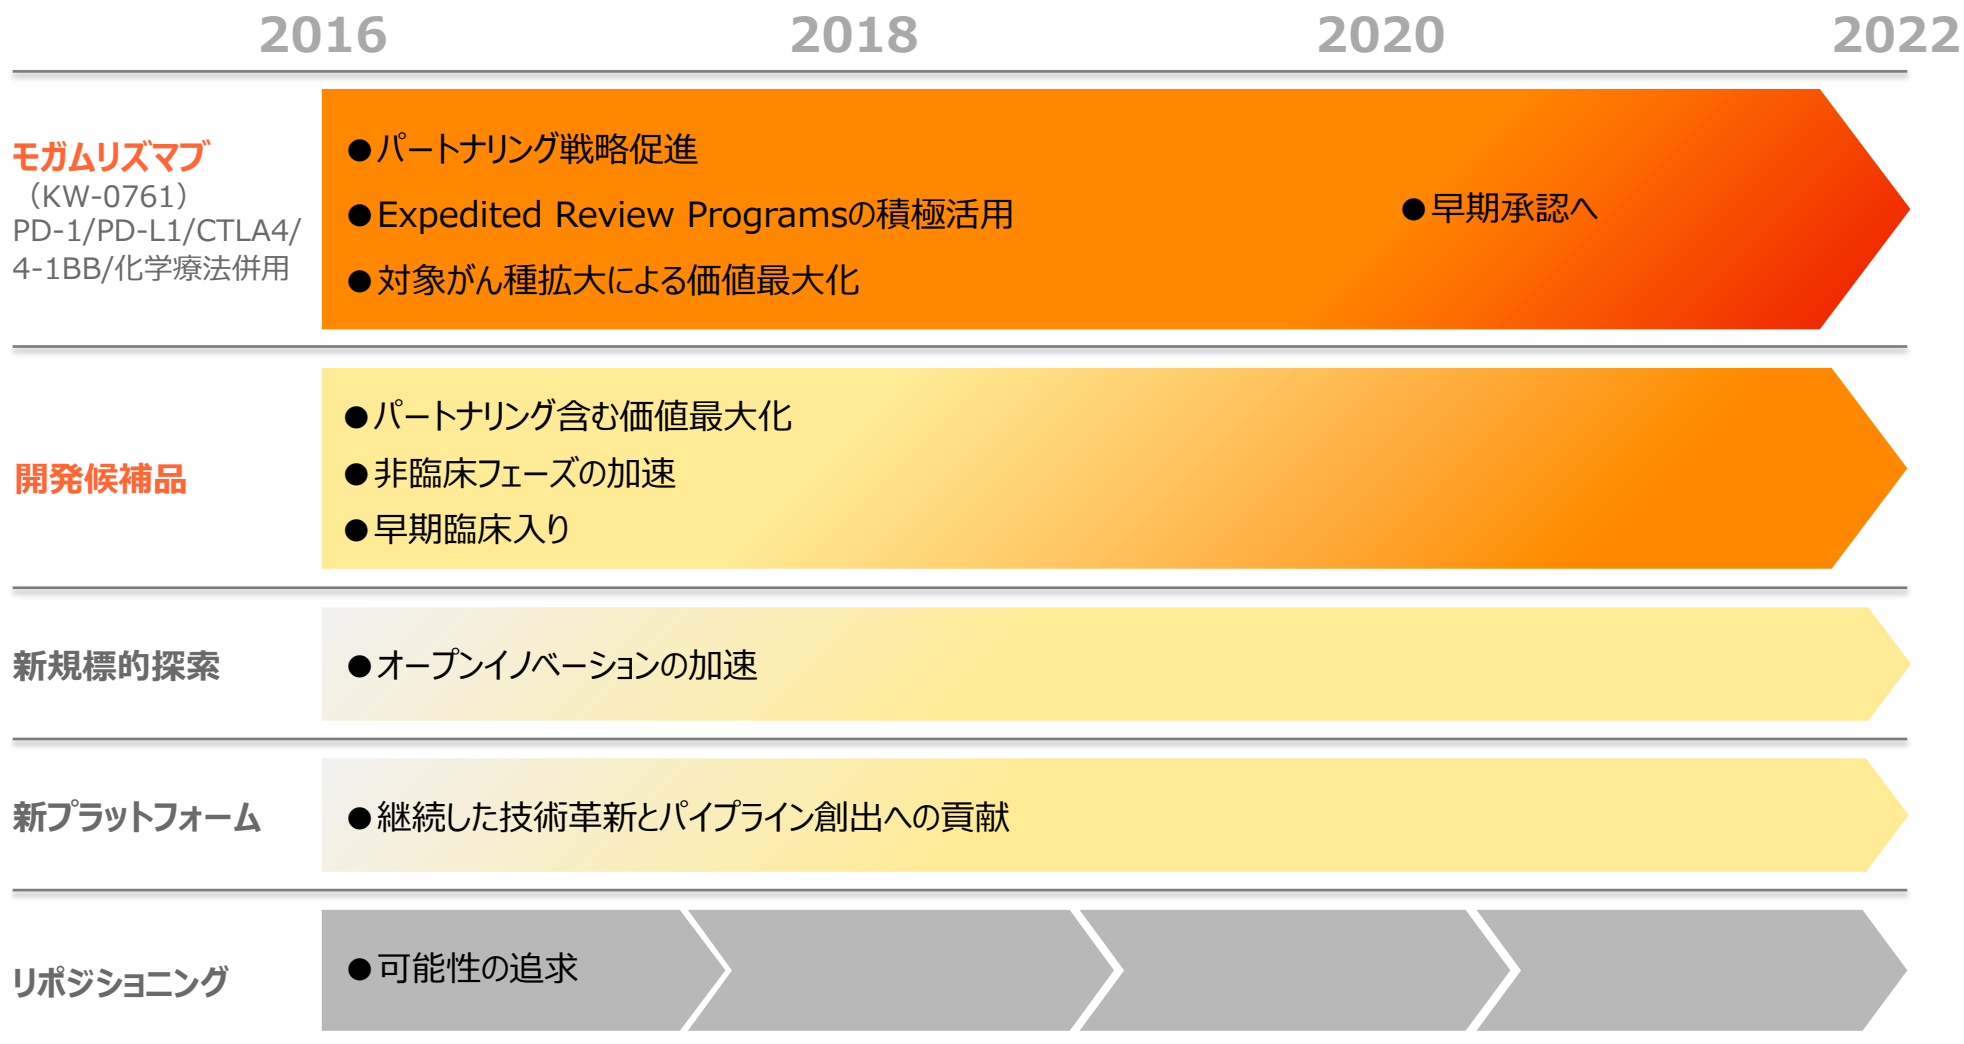 2016 2018 2020 2022
モガムリズマブ
（KW-0761）
PD-1/PD-L1/CTLA4/
4-1BB/化学療法併用
●パートナリング戦略促進
●Expedited Review Programsの積極活用
●対象がん種拡大による価値最大化
●早期承認へ
開発候補品
●パートナリング含む価値最大化
●非臨床フェーズの加速
●早期臨床入り
新規標的探索
●オープンイノベーションの加速
新プラットフォーム
●継続した技術革新とパイプライン創出への貢献
リポジショニング
●可能性の追求